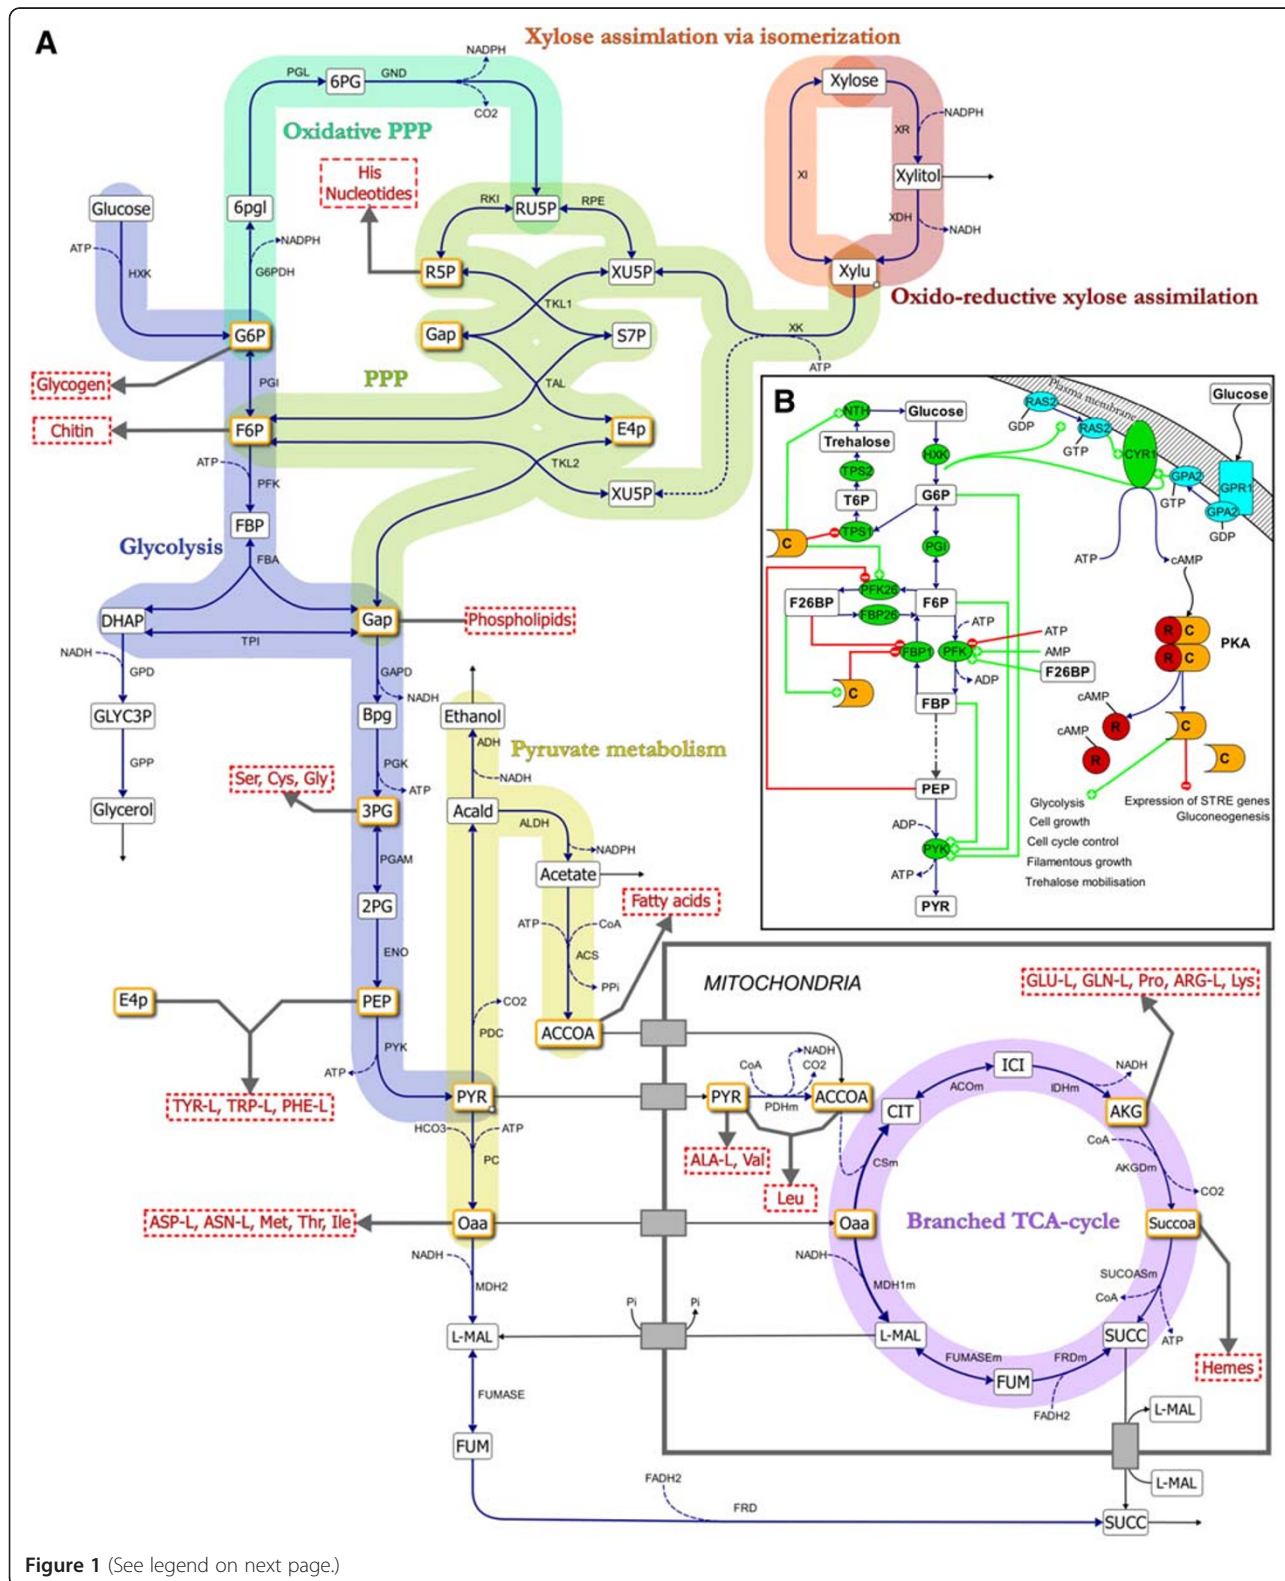 A
Xylose assimlation via isomerization
NADPH
PGL
6PG
GND
CO2
Xylose
Oxidative PPP
XR
NADPH
His
Nucleotides
XI
Xylitol
Glucose
6pgl
RKI
RU5P
RPE
XDH
NADH
ATP
HXK
NADPH
G6PDH
R5P
XU5P
Xylu
Oxido-reductive xylose assimilation
TKL1
G6P
Gap
S7P
XK
ATP
Glycogen
PGI
PPP
TAL
Chitin
F6P
E4p
ATP
PFK
TKL2
XU5P
FBP
Glycolysis
FBA
DHAP
TPI
Gap
Phospholipids
NADH
GPD
GAPD
NADH
GLYC3P
Bpg
Ethanol
ADH
Pyruvate metabolism
GPP
PGK
ATP
NADH
Ser, Cys, Gly
Glycerol
3PG
Acald
ALDH
NADPH
PGAM
Acetate
2PG
Fatty acids
ATP
CoA
ENO
ACS
PPi
E4p
PEP
CO2
PDC
ACCOA
PYK
ATP
TYR-L, TRP-L, PHE-L
PYR
HCO3
ATP
PC
ASP-L, ASN-L, Met, Thr, Ile
Oaa
NADH
MDH2
L-MAL
FUMASE
FUM
FADH2
FRD
SUCC
B
NTH
Glucose
RAS2
Plasma membrane
Glucose
GDP
RAS2
GTP
CYR1
Trehalose
HXK
TPS2
GPA2
GPR1
GTP
GPA2
GDP
T6P
G6P
C
TPS1
PGI
ATP
cAMP
PFK26
F26BP
F6P
FBP26
ATP
R
C
R
C
PKA
ATP
AMP
F26BP
FBP1
PFK
C
ADP
FBP
cAMP
R
C
cAMP
R
C
PEP
Glycolysis
Cell growth
Cell cycle control
Filamentous growth
Trehalose mobilisation
Expression of STRE genes
Gluconeogenesis
ADP
PYK
ATP
PYR
MITOCHONDRIA
GLU-L, GLN-L, Pro, ARG-L, Lys
CoA
NADH
CO2
PYR
PDHm
ACCOA
ALA-L, Val
Leu
ICI
ACOm
IDHm
NADH
CIT
AKG
CoA
AKGDm
CO2
CSm
Oaa
Branched TCA-cycle
Succoa
NADH
MDH1m
SUCOASm
CoA
ATP
Pi
Pi
L-MAL
SUCC
FUMASEm
FRDm
FUM
FADH2
Hemes
L-MAL
L-MAL
Figure 1 (See legend on next page.)